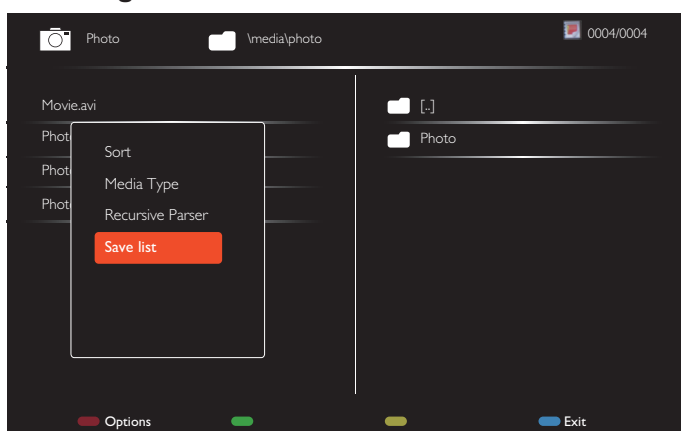 Photo
\media\photo
0004/0004
Movie.avi
[..]
Photo
Sort
Media Type
Recursive Parser
Save list
Options
Exit